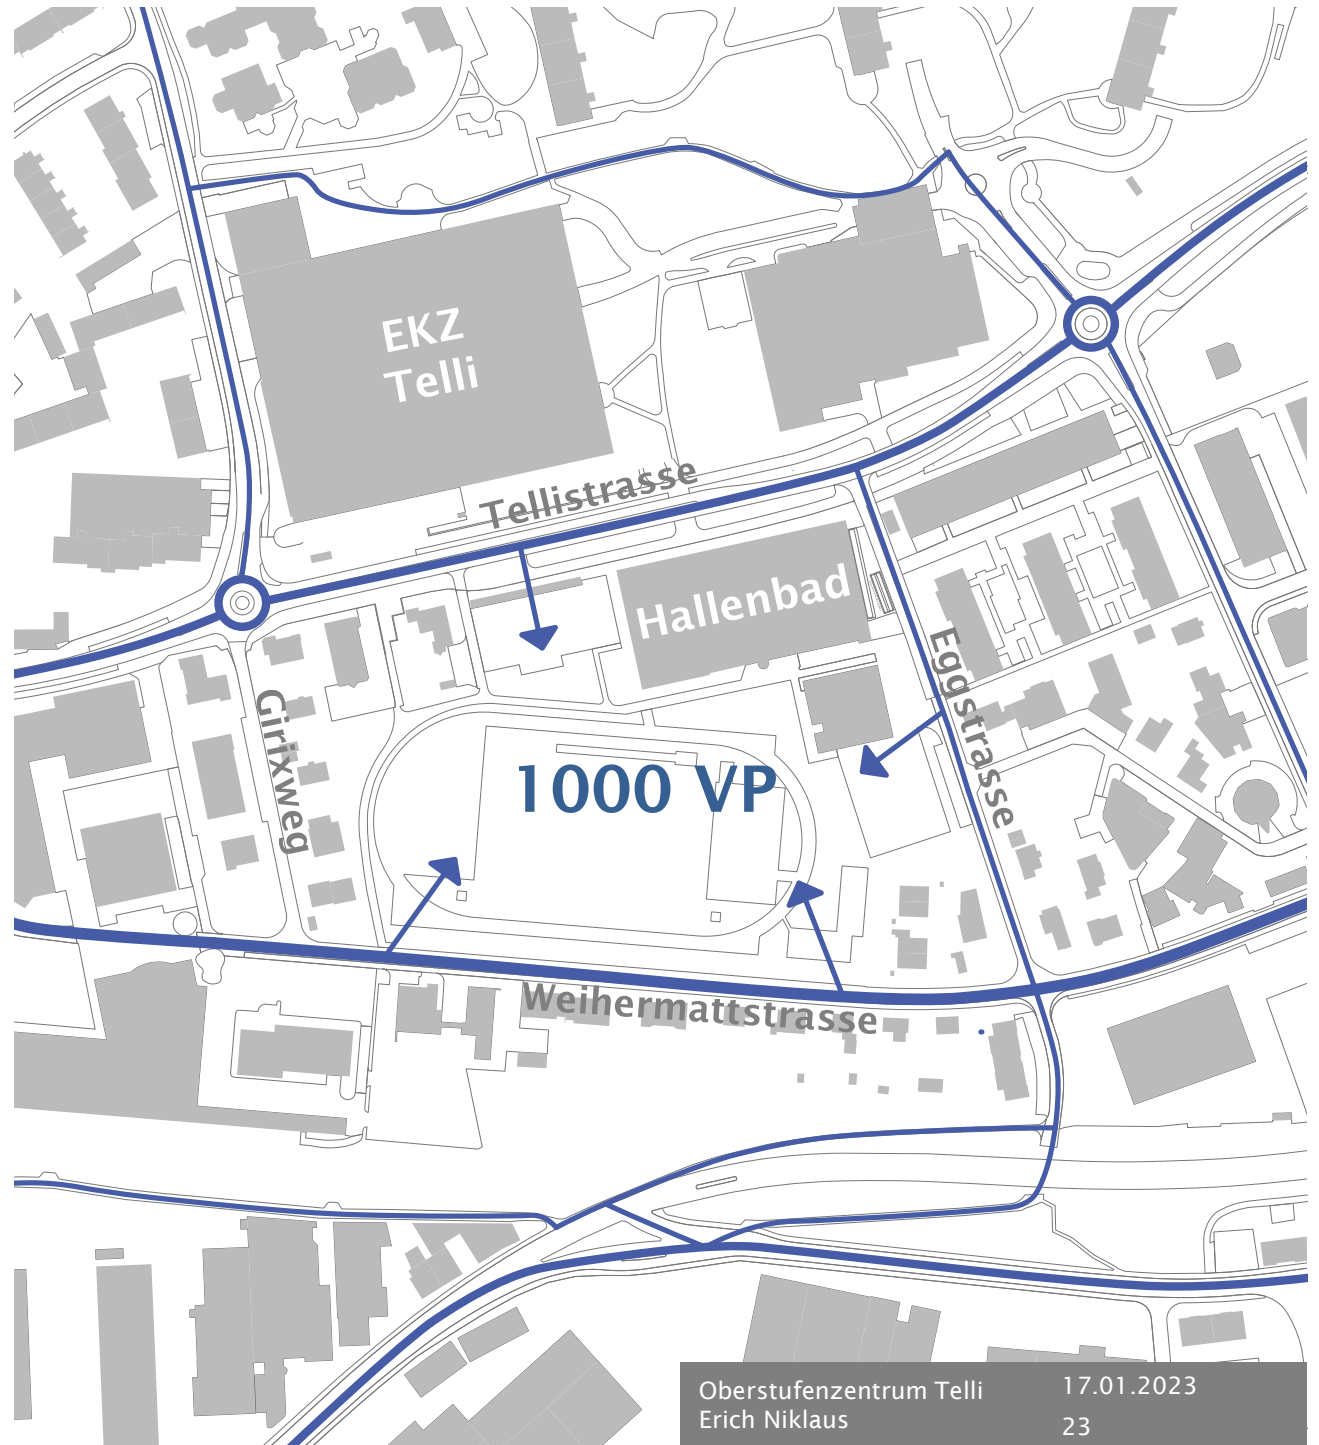 EKZ
Telli
Tellistrasse
Hallenbad
Eggstrasse
Girixweg
1000 VP
Weihermattstrasse
Oberstufenzentrum Telli
Erich Niklaus
17.01.2023
23